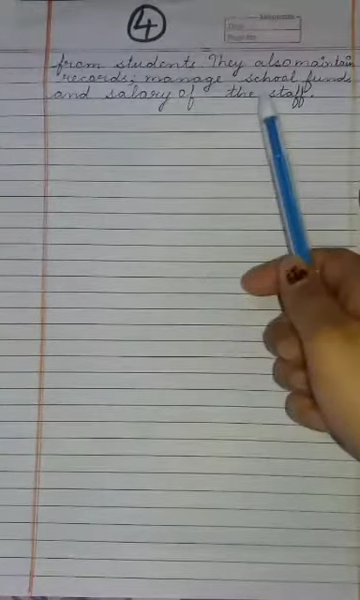 4
from students. They also maintain
records; manage school funds
and salary of the staff.